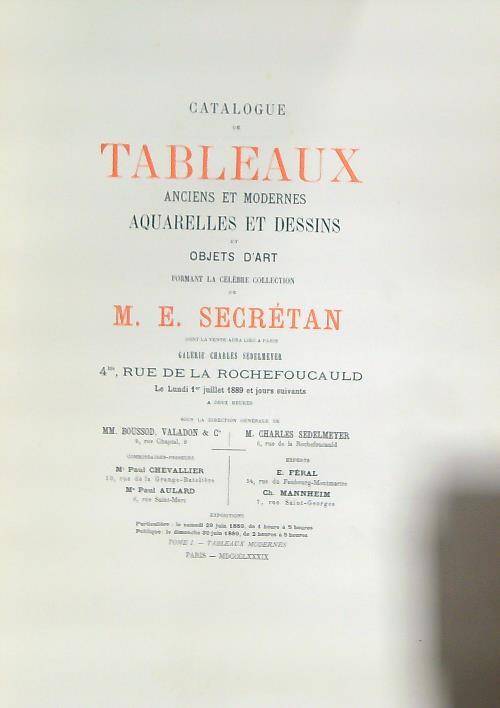 CATALOGUE
DE
TABLEAUX
ANCIENS ET MODERNES
AQUARELLES ET DESSINS
ET
OBJETS D'ART
FORMANT LA CÉLÈBRE COLLECTION
DE
M. E. SECRÉTAN
DONT LA VENTE AURA LIEU A PARIS
GALERIE CHARLES SEDELMEYER
4bis, RUE DE LA ROCHEFOUCAULD
Le Lundi 1er juillet 1889 et jours suivants
A DEUX HEURES
SOUS LA DIRECTION GÉNÉRALE DE
MM. BOUSSOD, VALADON & Cie
9, rue Chaptal, 9
M. CHARLES SEDELMEYER
6, rue de la Rochefoucauld
COMMISSAIRES-PRISEURS
Me Paul CHEVALLIER
10, rue de la Grange-Batelière
Me Paul AULARD
6, rue Saint-Marc
EXPERTS
E. FÉRAL
54, rue du Faubourg-Montmartre
Ch. MANNHEIM
7, rue Saint-Georges
EXPOSITIONS
Particulière : le samedi 29 juin 1889, de 1 heure à 5 heures
Publique : le dimanche 30 juin 1889, de 2 heures à 5 heures
TOME I. — TABLEAUX MODERNES
PARIS — MDCCCLXXXIX